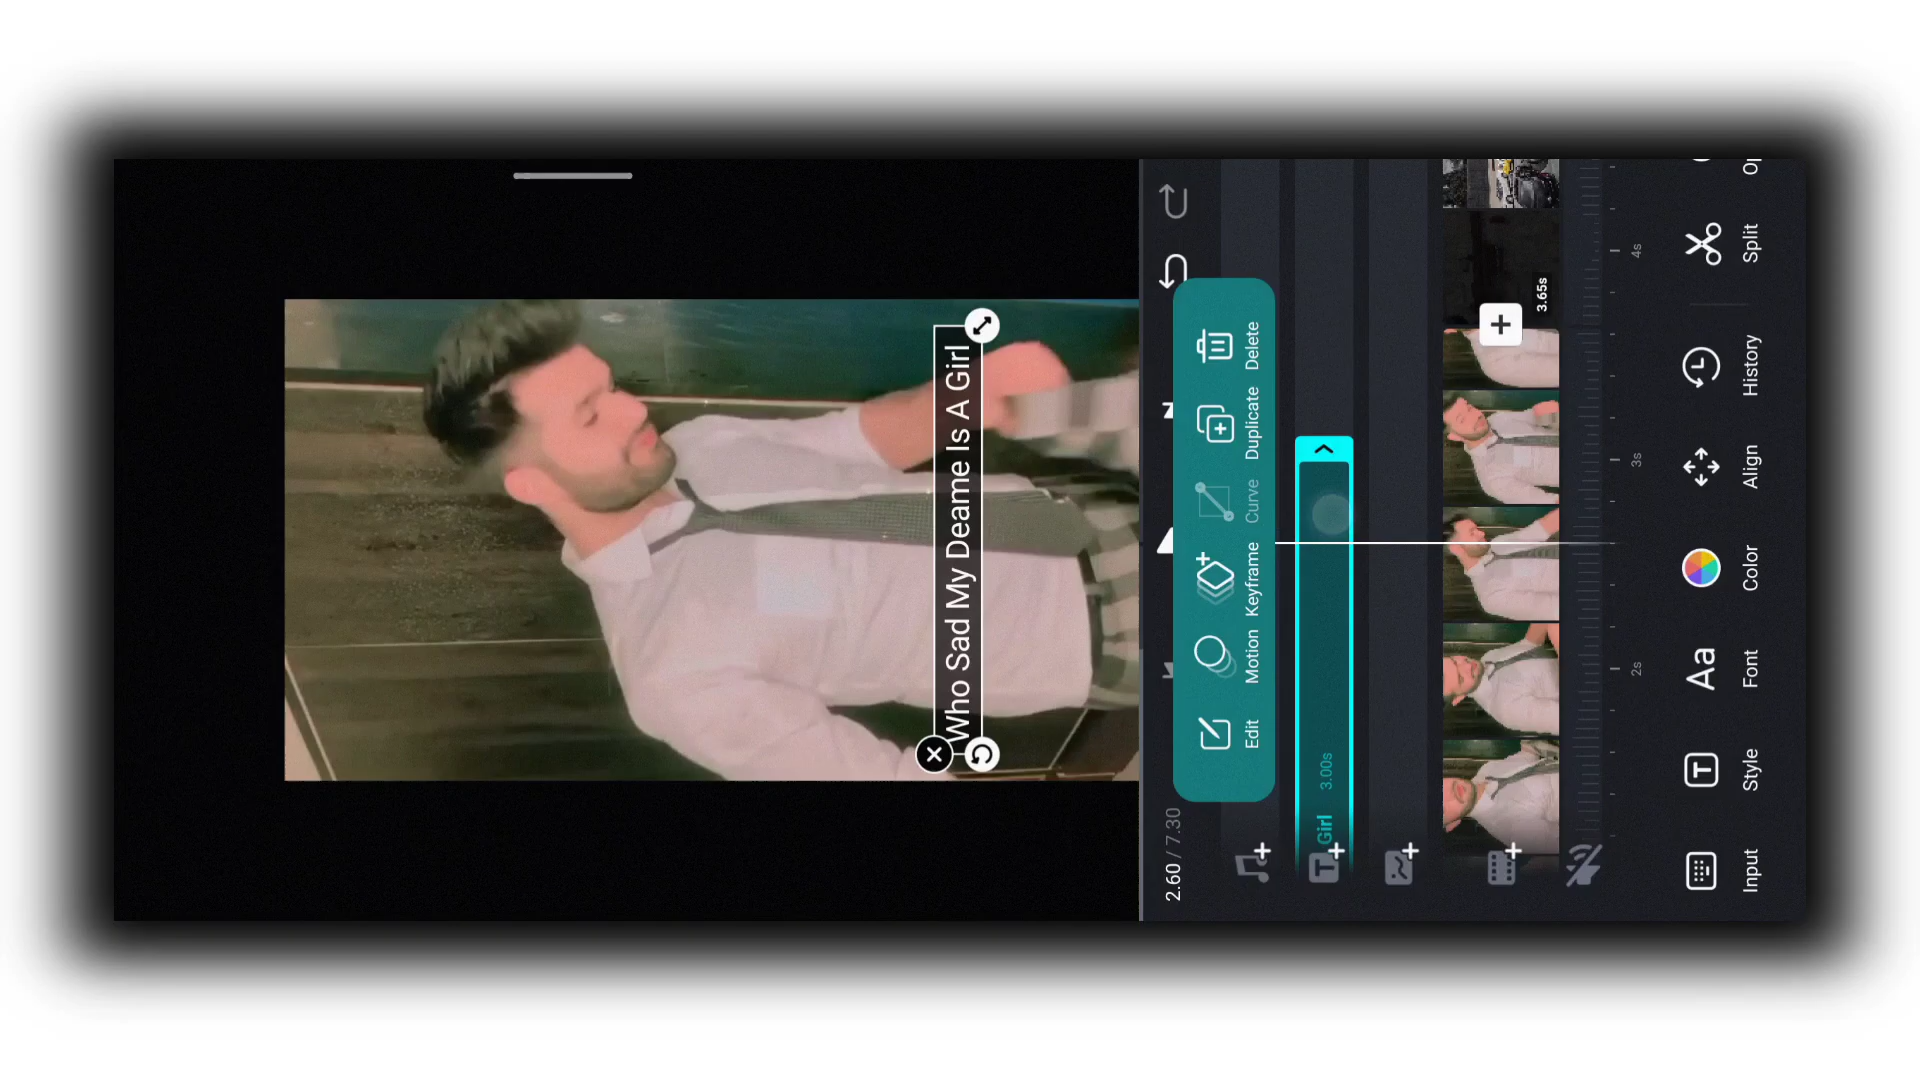 Who Sad My Deame Is A Girl
2.60 / 7.30
Edit
Motion
Keyframe
Curve
Duplicate
Delete
Girl
3.00s
3.65s
2s
3s
4s
Input
Style
Font
Color
Align
History
Split